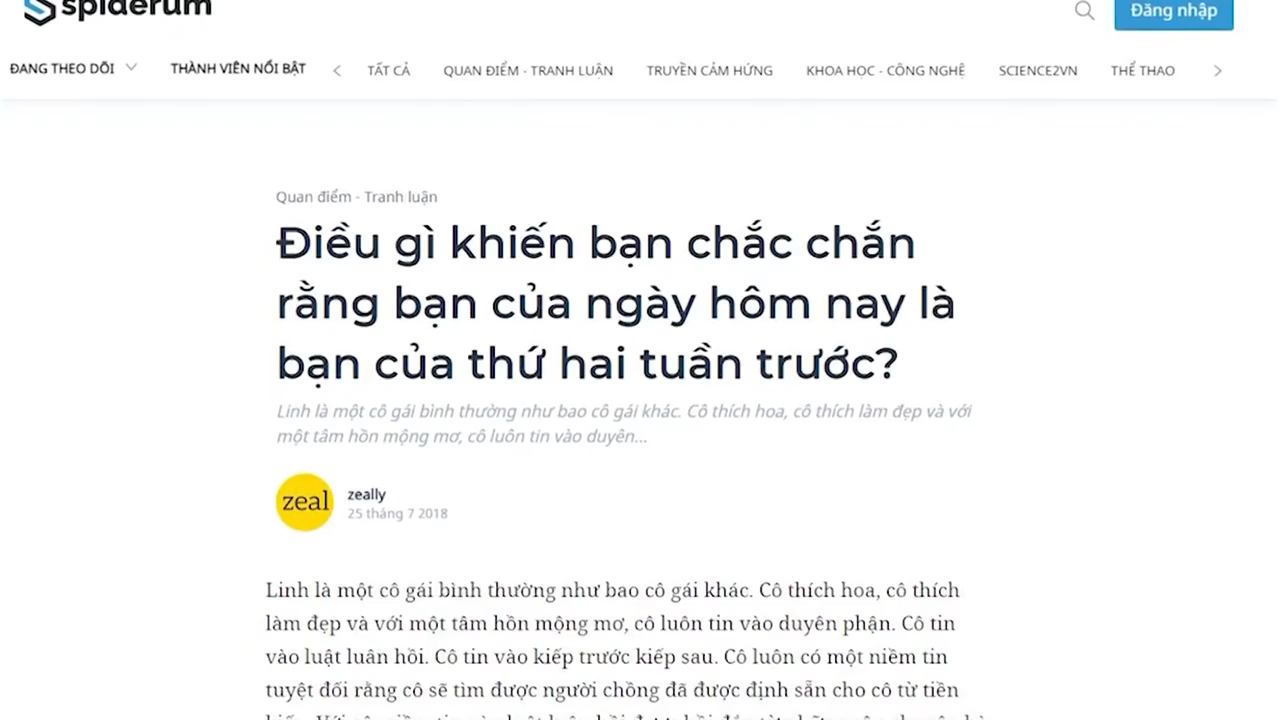 spiderum
Đăng nhập
ĐANG THEO DÕI
THÀNH VIÊN NỔI BẬT
TẤT CẢ
QUAN ĐIỂM - TRANH LUẬN
TRUYỀN CẢM HỨNG
KHOA HỌC - CÔNG NGHỆ
SCIENCE2VN
THỂ THAO
Quan điểm - Tranh luận
Điều gì khiến bạn chắc chắn
rằng bạn của ngày hôm nay là
bạn của thứ hai tuần trước?
Linh là một cô gái bình thường như bao cô gái khác. Cô thích hoa, cô thích làm đẹp và với
một tâm hồn mộng mơ, cô luôn tin vào duyên...
zeal
zeally
25 tháng 7 2018
Linh là một cô gái bình thường như bao cô gái khác. Cô thích hoa, cô thích
làm đẹp và với một tâm hồn mộng mơ, cô luôn tin vào duyên phận. Cô tin
vào luật luân hồi. Cô tin vào kiếp trước kiếp sau. Cô luôn có một niềm tin
tuyệt đối rằng cô sẽ tìm được người chồng đã được định sẵn cho cô từ tiền